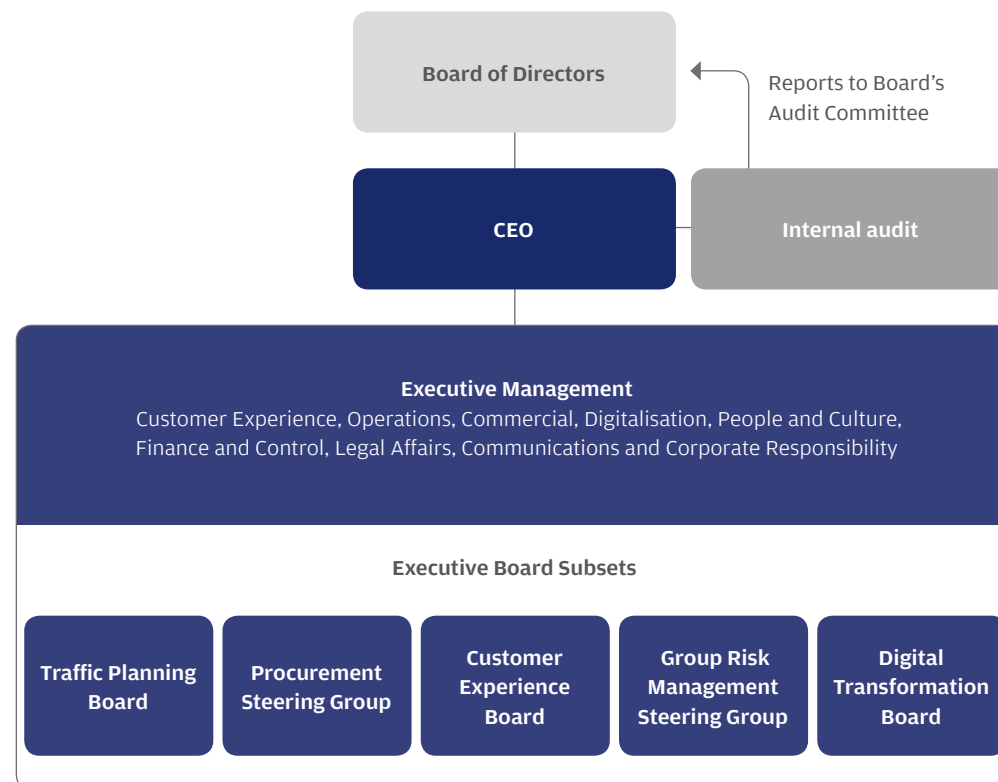 Board of Directors
Reports to Board’s
Audit Committee
CEO
Internal audit
Executive Management
Customer Experience, Operations, Commercial, Digitalisation, People and Culture,
Finance and Control, Legal Affairs, Communications and Corporate Responsibility
Executive Board Subsets
Traffic Planning
Board
Procurement
Steering Group
Customer
Experience
Board
Group Risk
Management
Steering Group
Digital
Transformation
Board